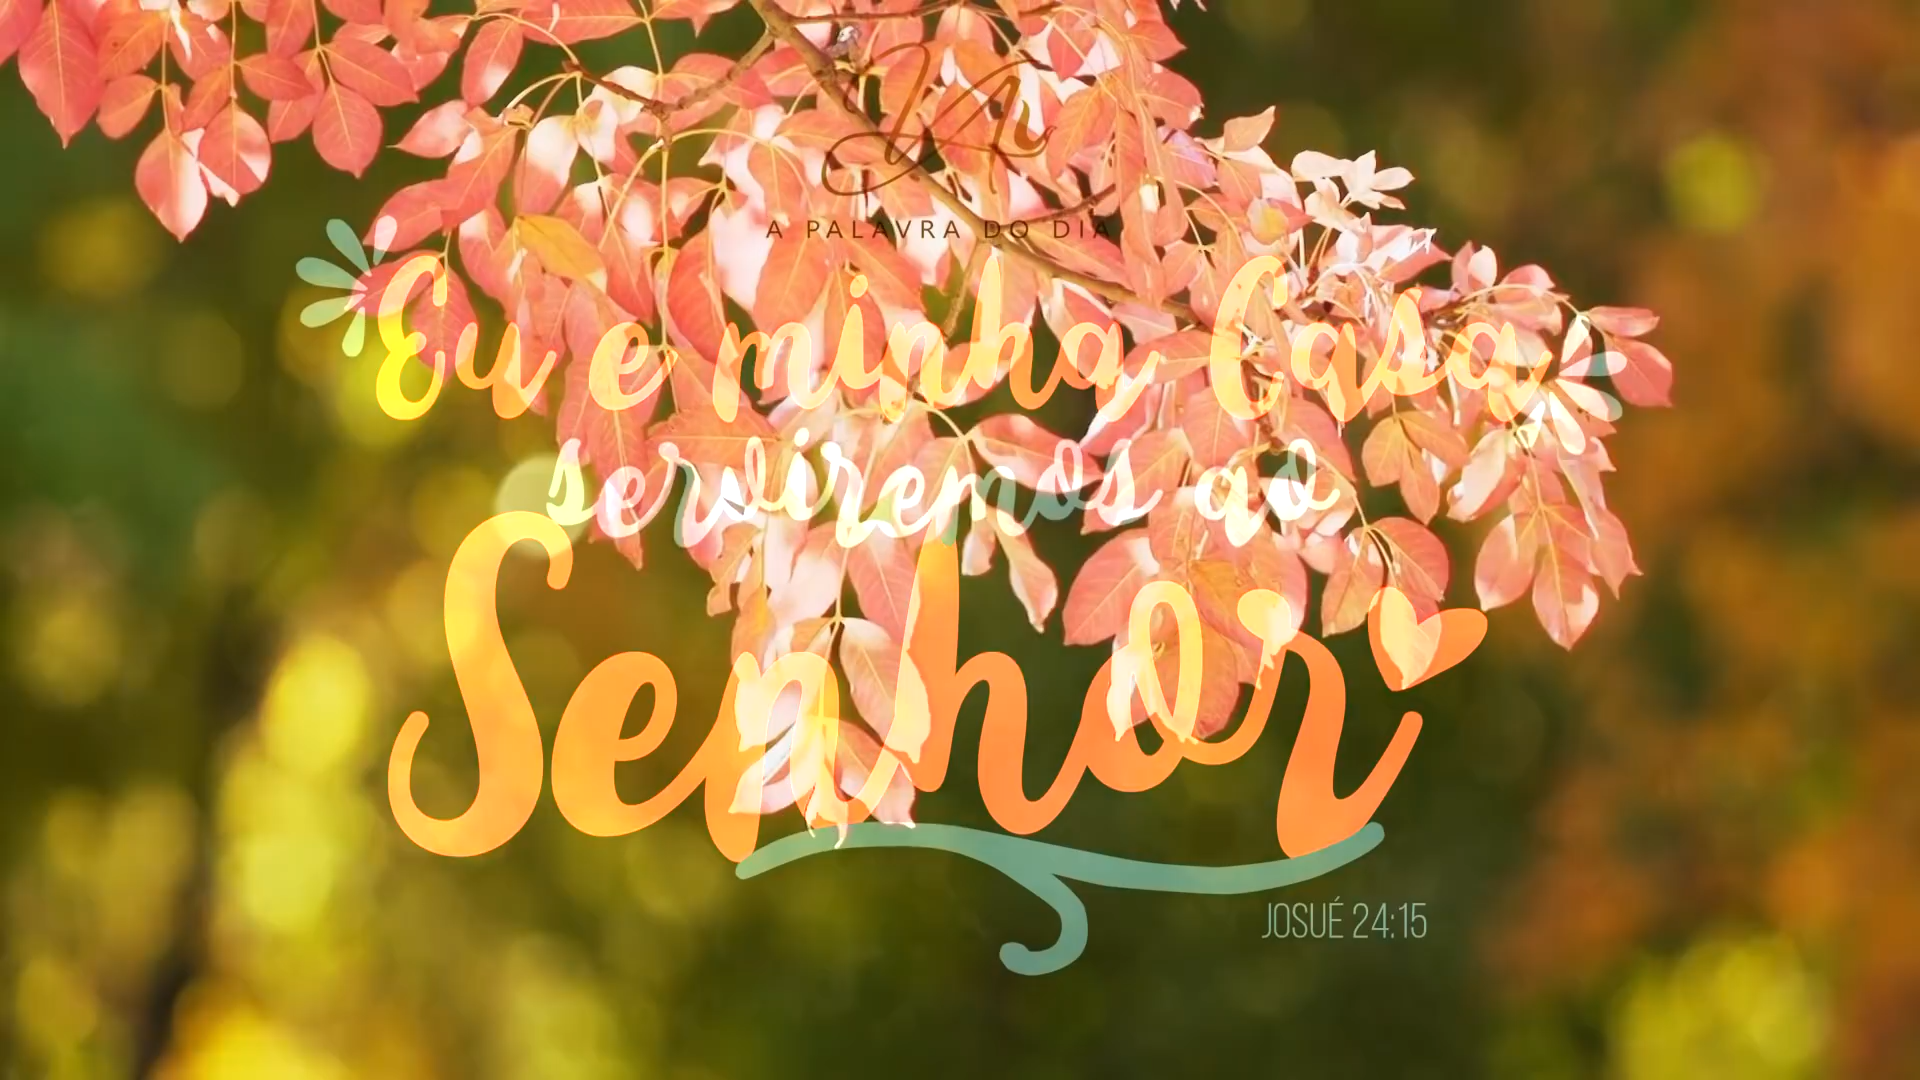 A PALAVRA DO DIA
Eu e minha Casa
serviremos ao
Senhor
JOSUÉ 24:15